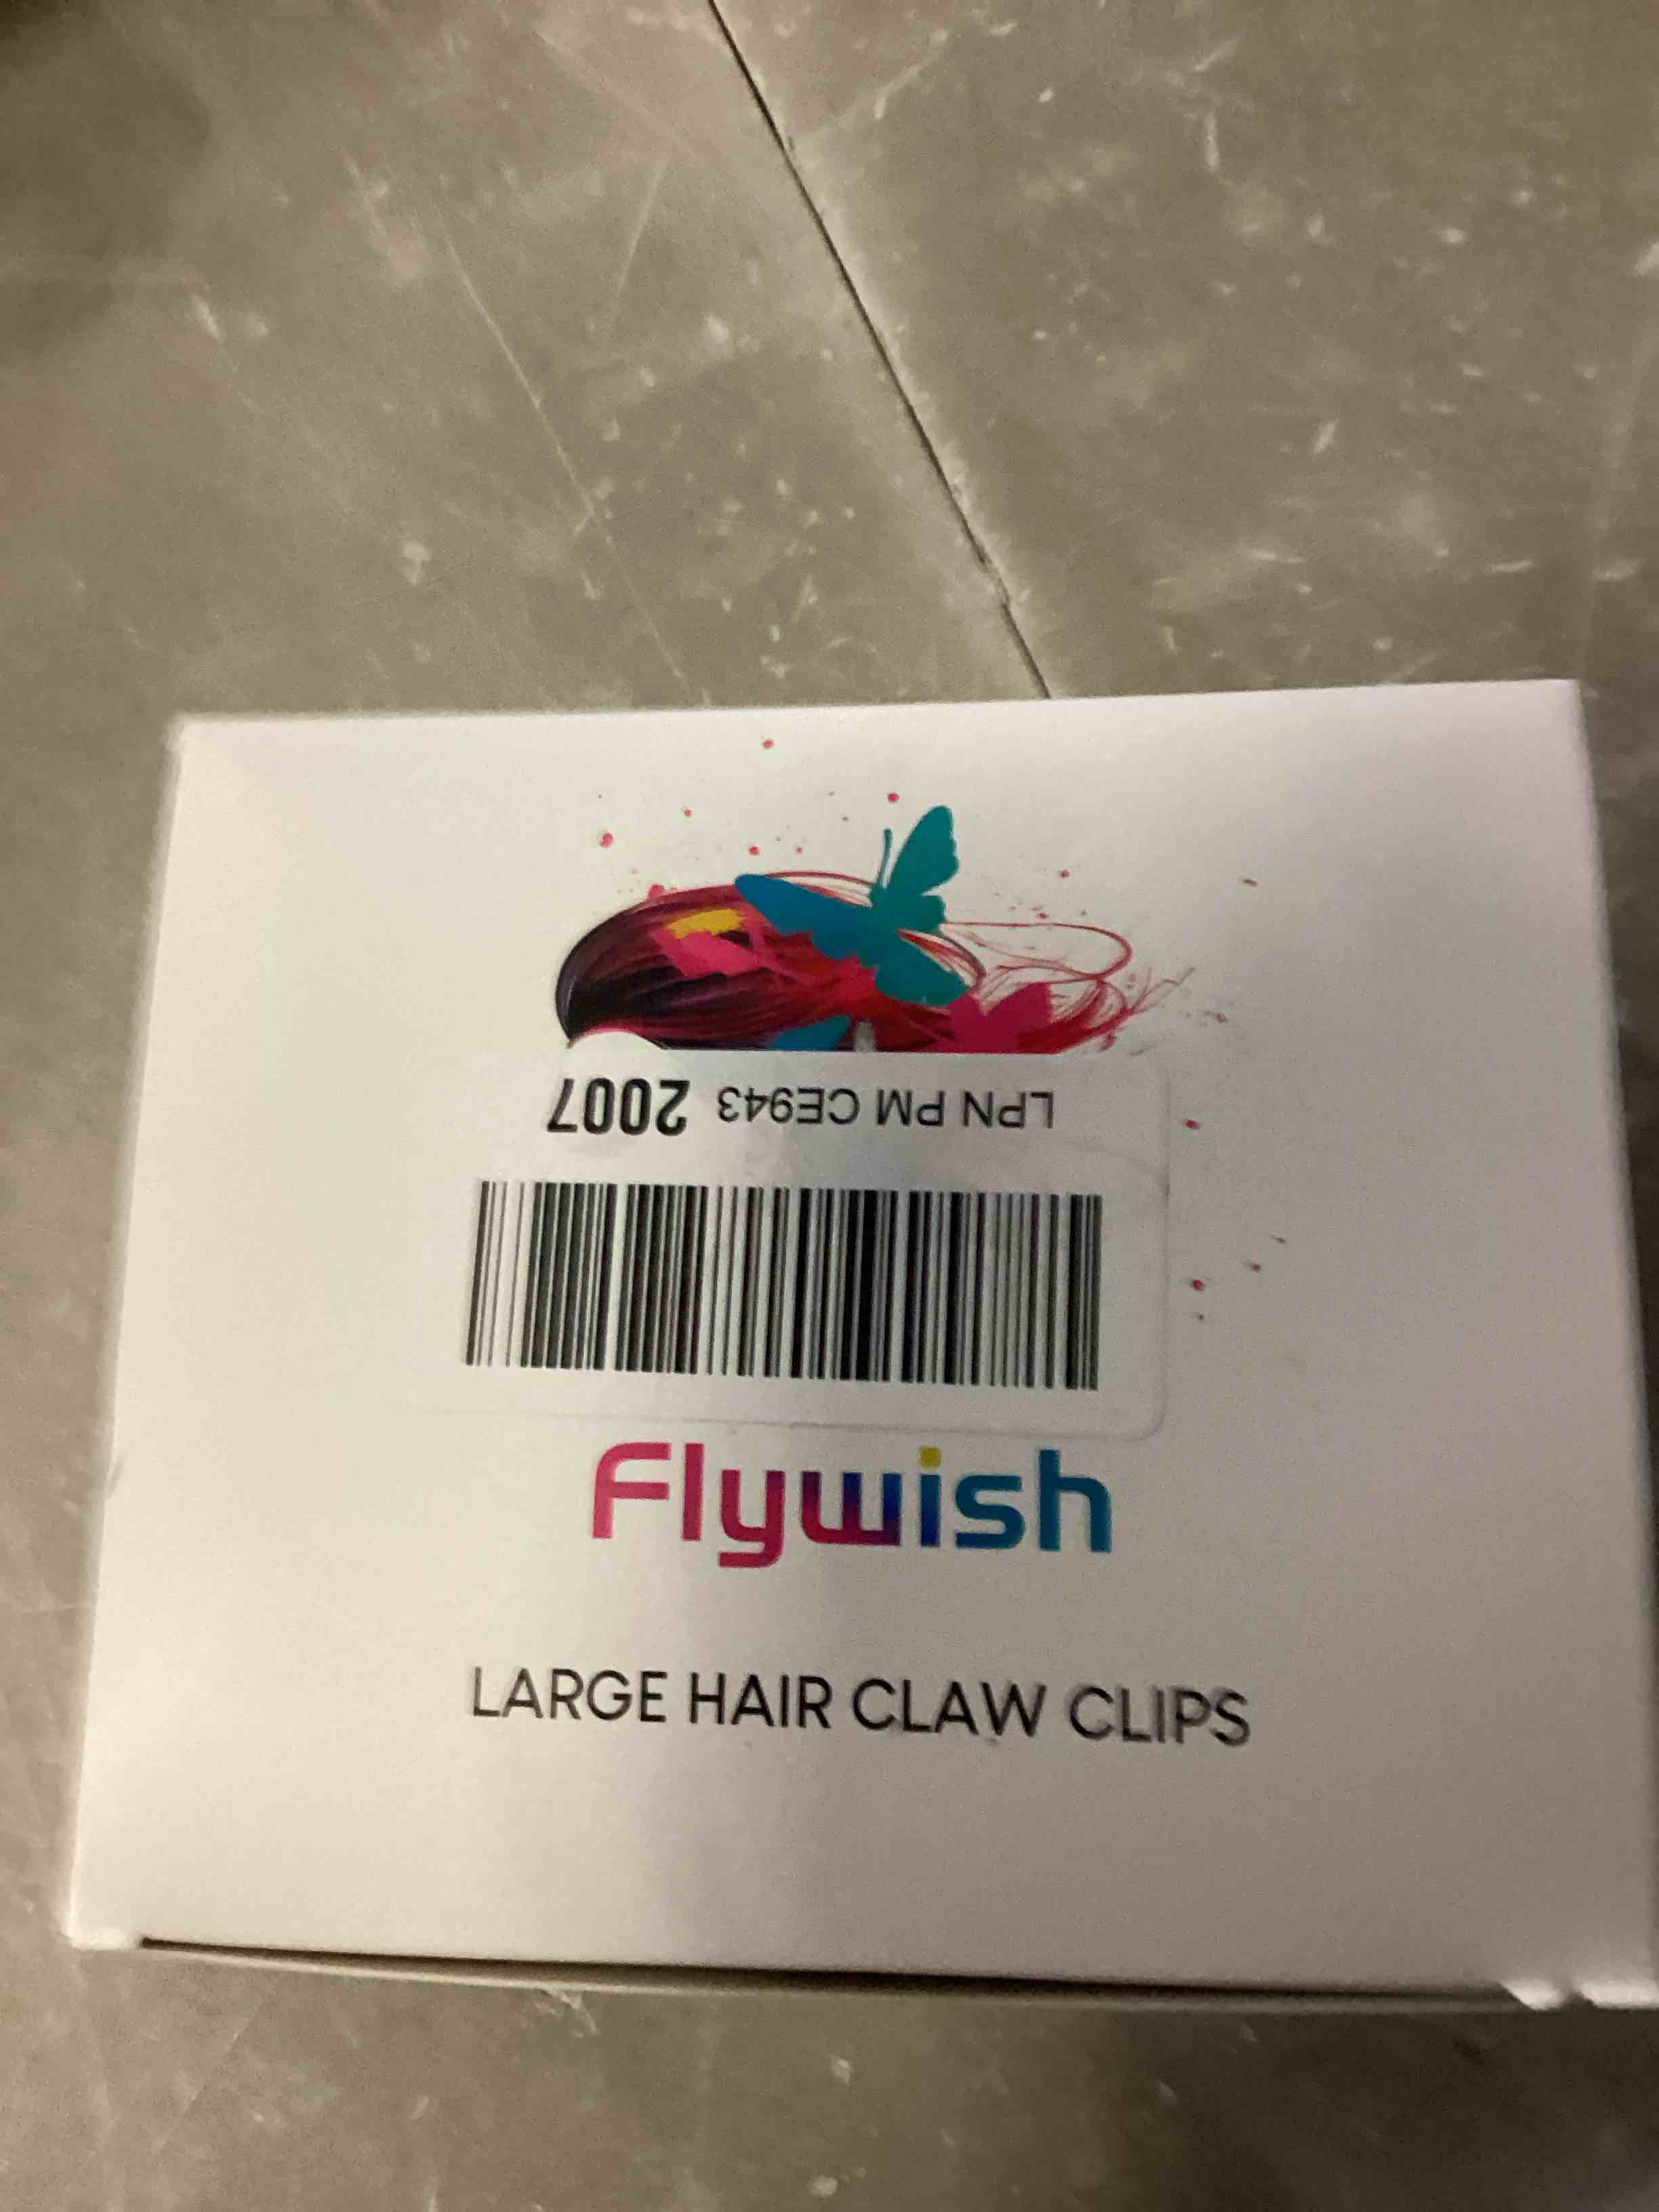 LPN PM CE943 2007
Flywish
LARGE HAIR CLAW CLIPS